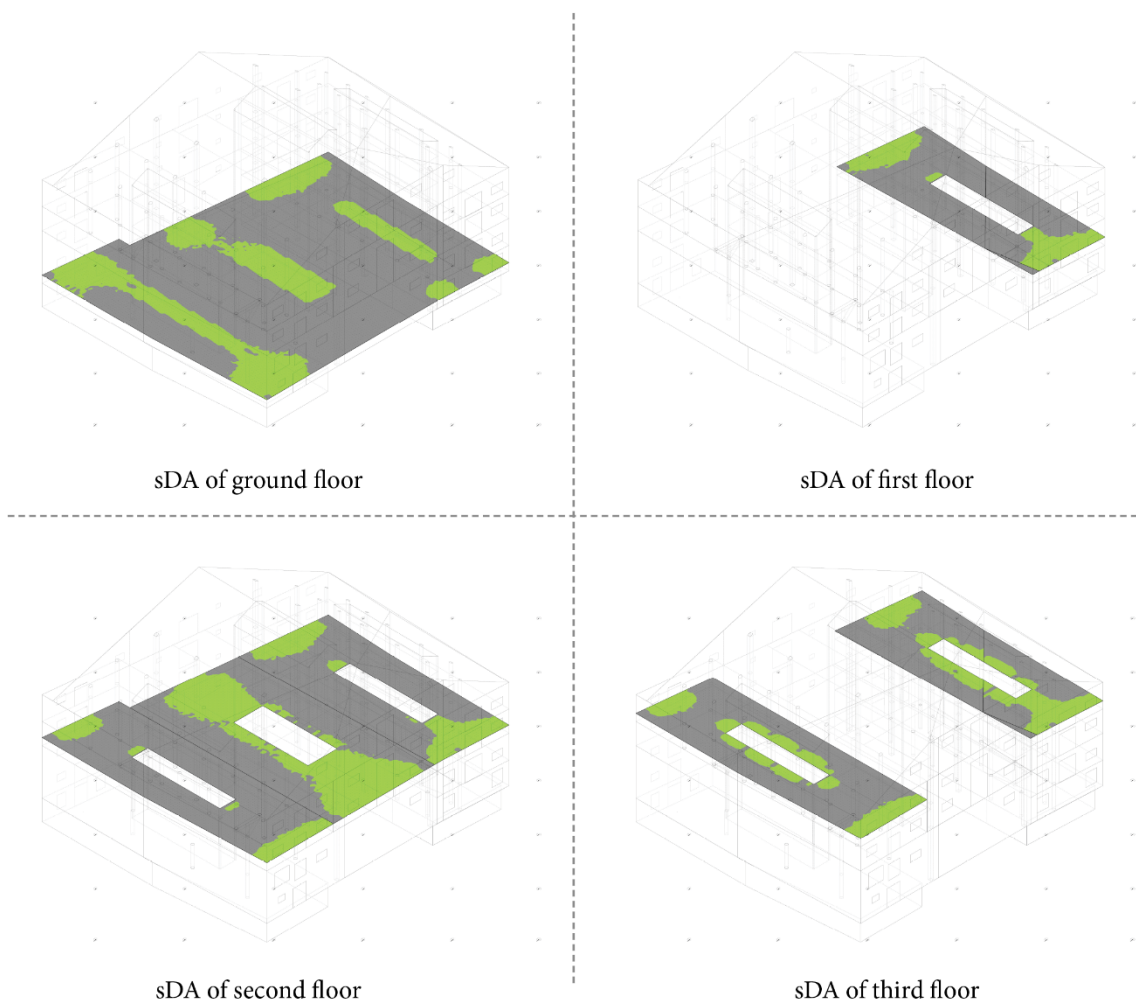 sDA of ground floor
sDA of first floor
sDA of second floor
sDA of third floor